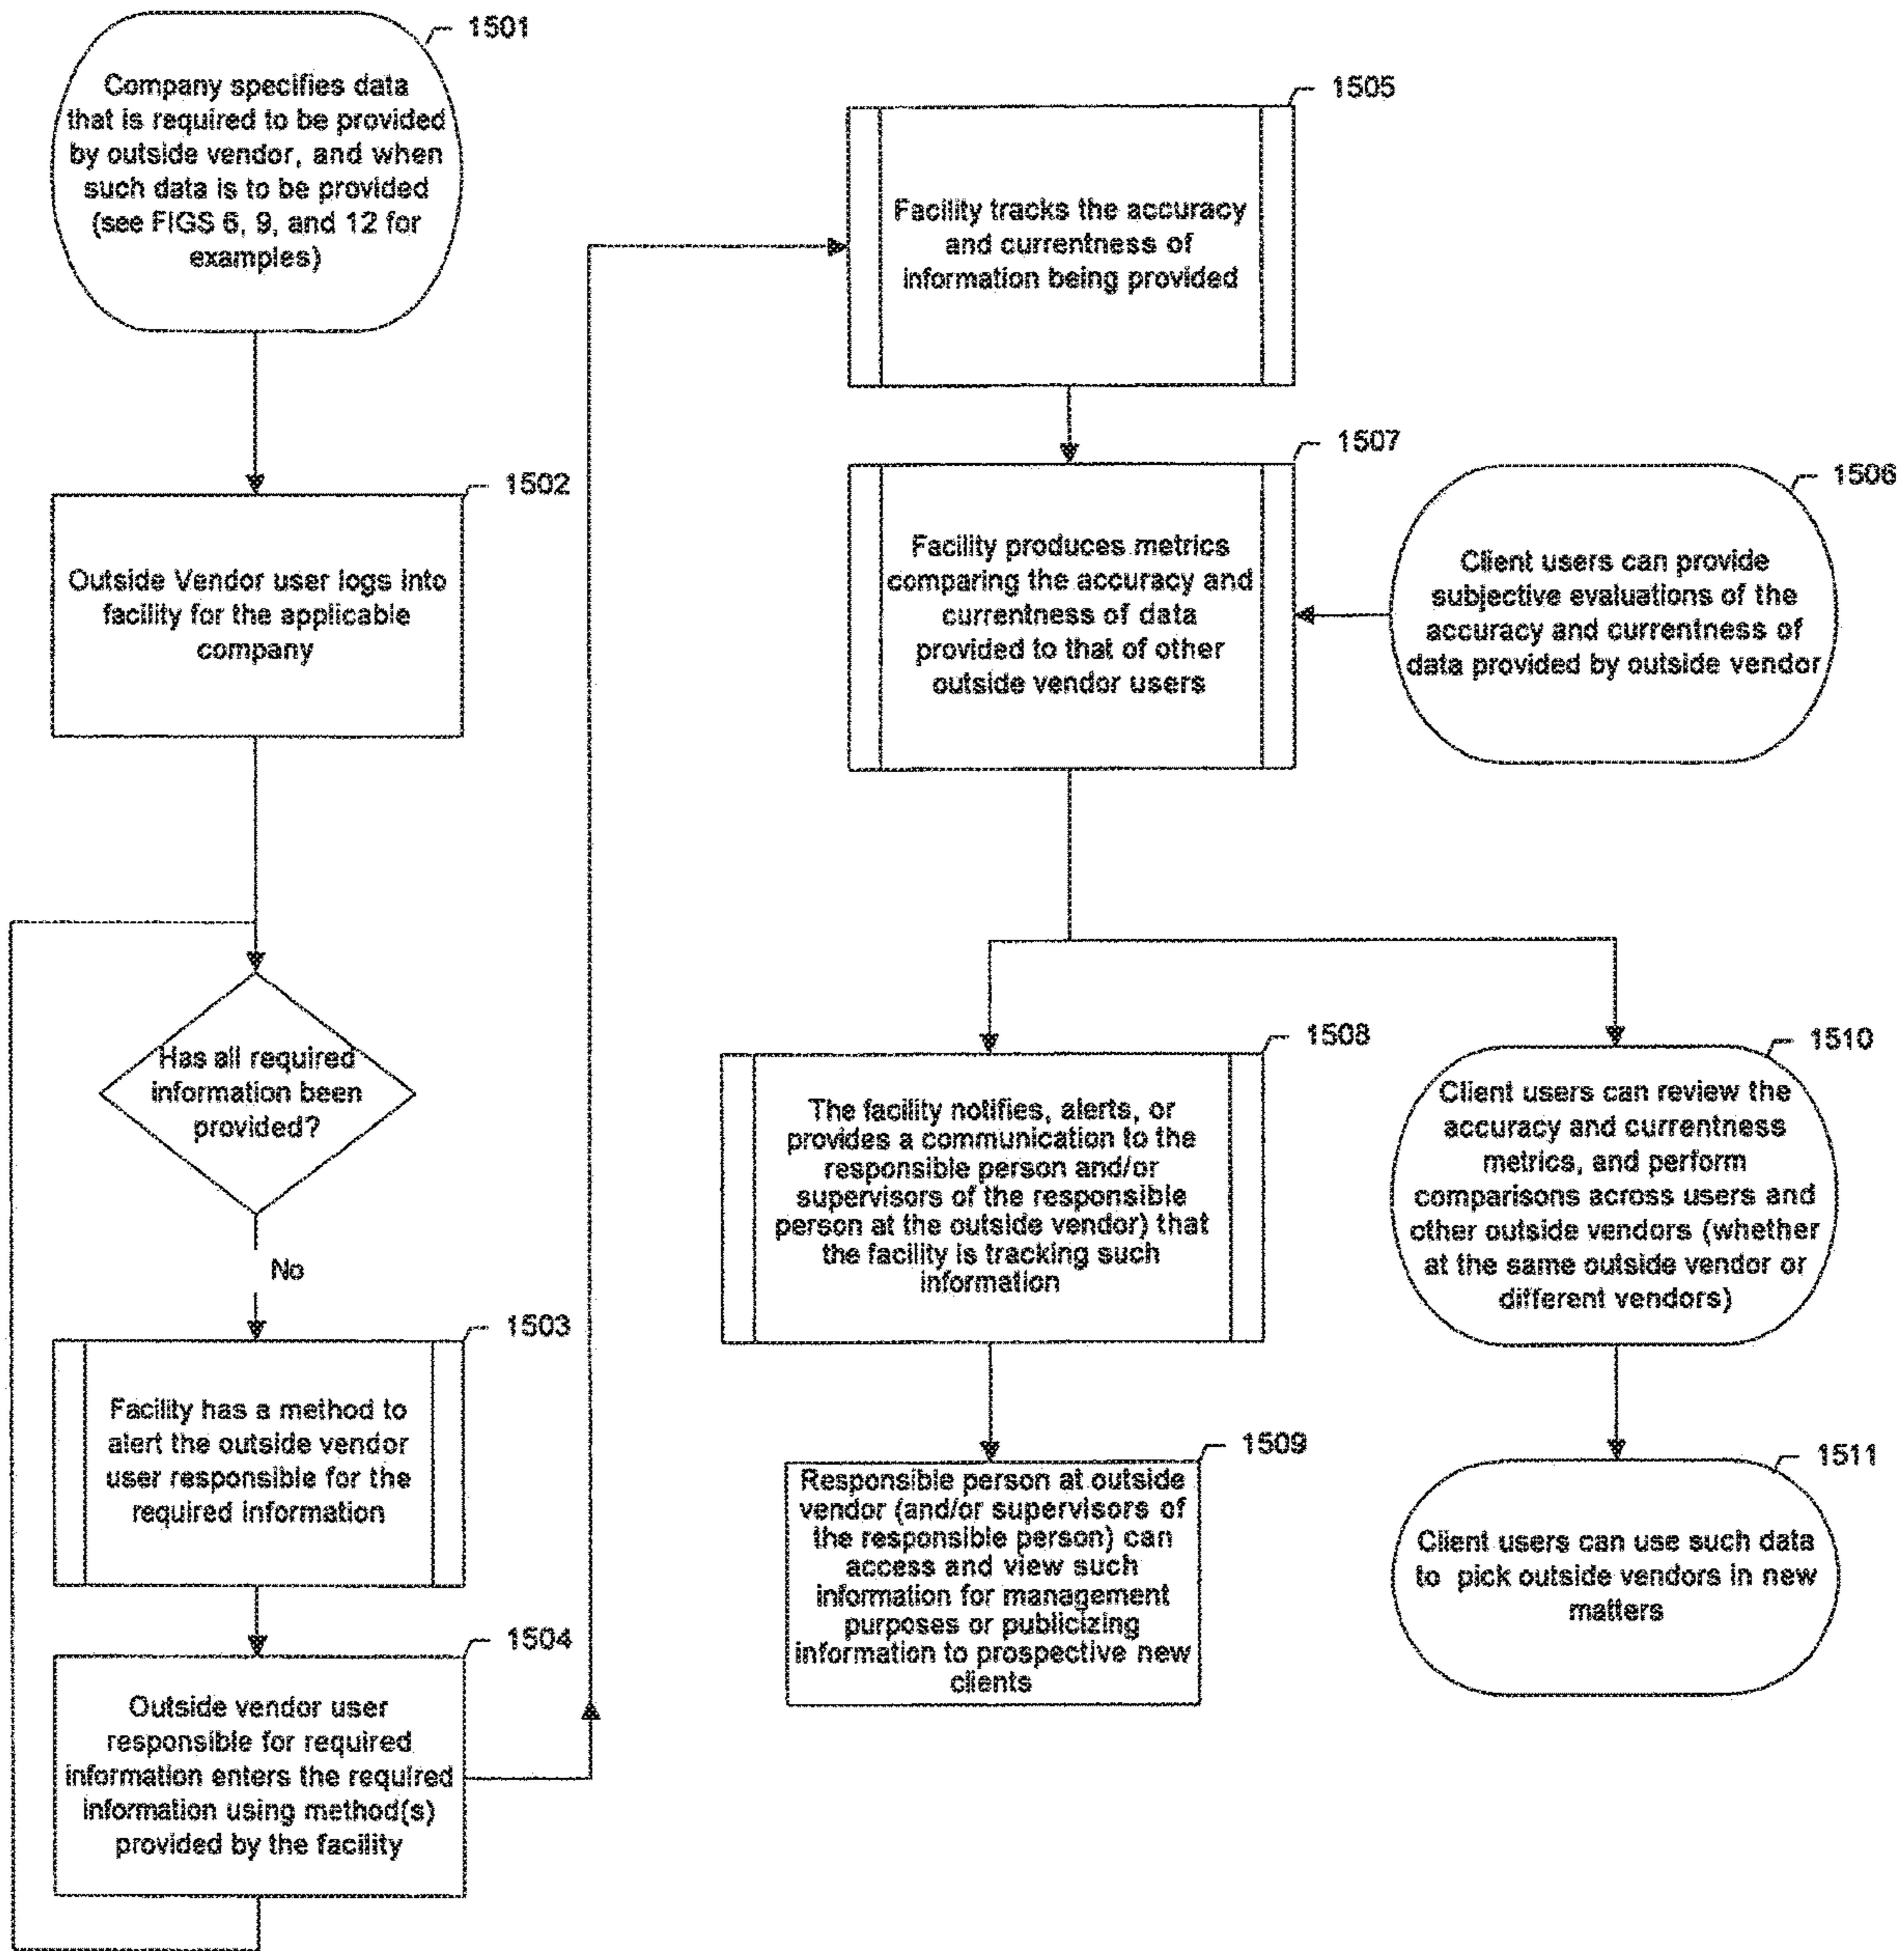 1501
Company specifies data
that is required to be provided
by outside vendor, and when
such data is to be provided
(see FIGS 6, 9, and 12 for
examples)
1502
Outside Vendor user logs into
facility for the applicable
company
Has all required
information been
provided?
No
1503
Facility has a method to
alert the outside vendor
user responsible for the
required information
1504
Outside vendor user
responsible for required
information enters the required
information using method(s)
provided by the facility
1505
Facility tracks the accuracy
and currentness of
information being provided
1507
Facility produces metrics
comparing the accuracy and
currentness of data
provided to that of other
outside vendor users
1506
Client users can provide
subjective evaluations of the
accuracy and currentness of
data provided by outside vendor
1508
The facility notifies, alerts, or
provides a communication to the
responsible person and/or
supervisors of the responsible
person at the outside vendor) that
the facility is tracking such
information
1509
Responsible person at outside
vendor (and/or supervisors of
the responsible person) can
access and view such
information for management
purposes or publicizing
information to prospective new
clients
1510
Client users can review the
accuracy and currentness
metrics, and perform
comparisons across users and
other outside vendors (whether
at the same outside vendor or
different vendors)
1511
Client users can use such data
to pick outside vendors in new
matters